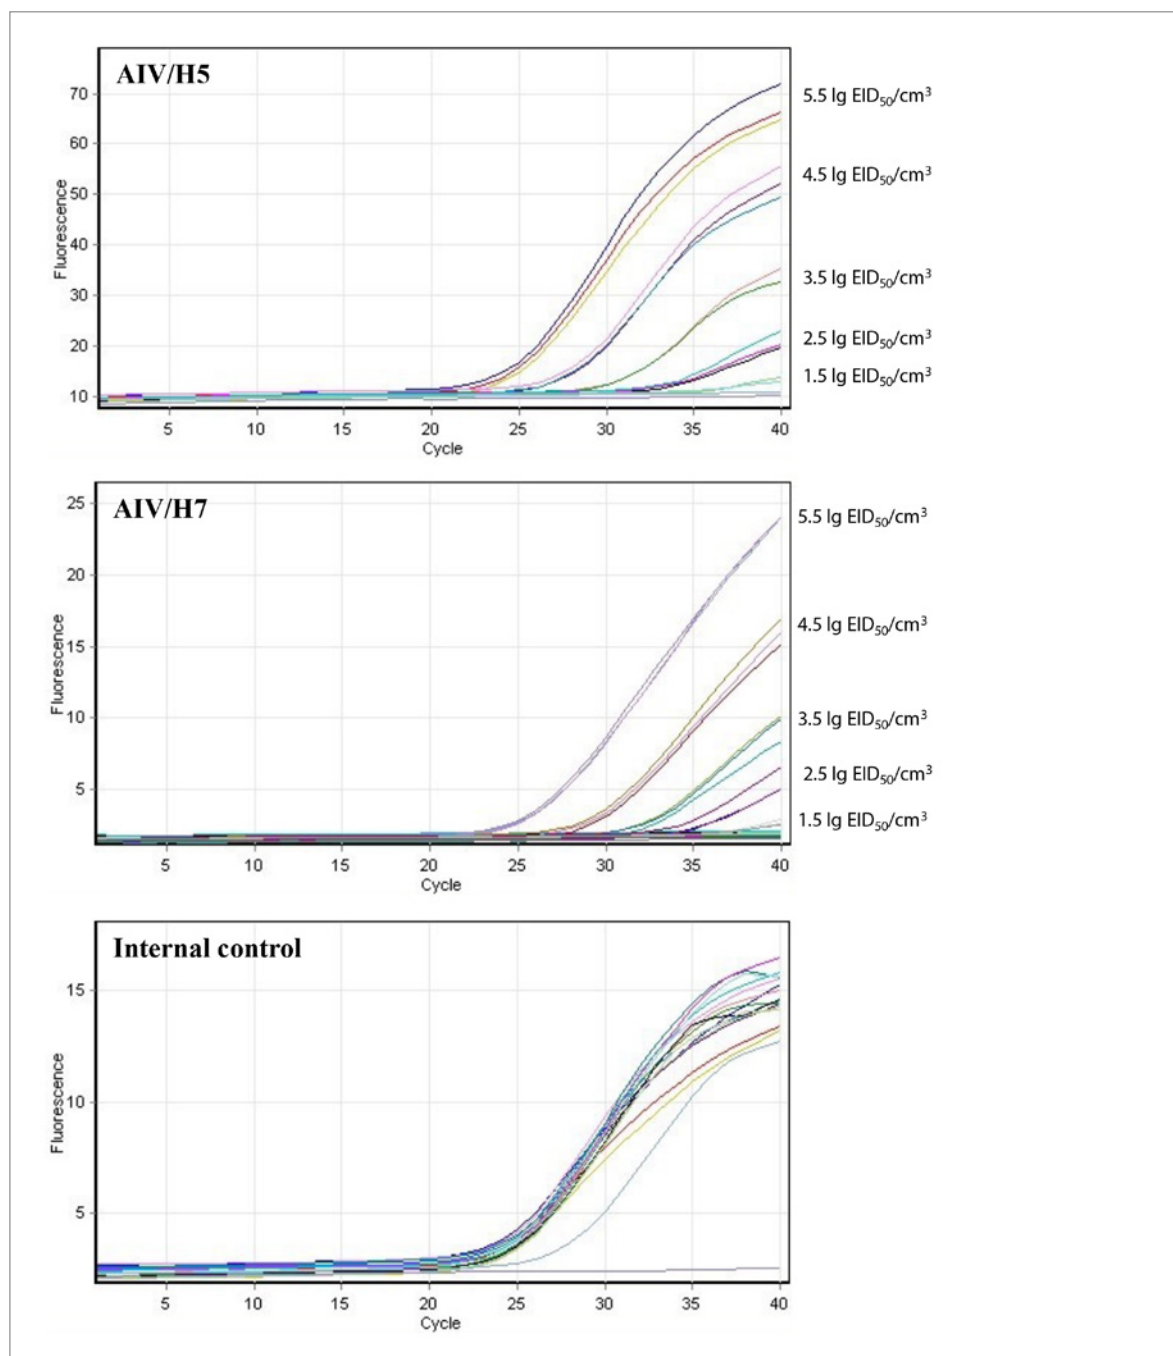 AIV/H5
70
60
50
40
30
20
10
Fluorescence
5 10 15 20 25 30 35 40
Cycle
5.5 lg EID₅₀/cm³
4.5 lg EID₅₀/cm³
3.5 lg EID₅₀/cm³
2.5 lg EID₅₀/cm³
1.5 lg EID₅₀/cm³
AIV/H7
25
20
15
10
5
Fluorescence
5 10 15 20 25 30 35 40
Cycle
5.5 lg EID₅₀/cm³
4.5 lg EID₅₀/cm³
3.5 lg EID₅₀/cm³
2.5 lg EID₅₀/cm³
1.5 lg EID₅₀/cm³
Internal control
15
10
5
Fluorescence
5 10 15 20 25 30 35 40
Cycle